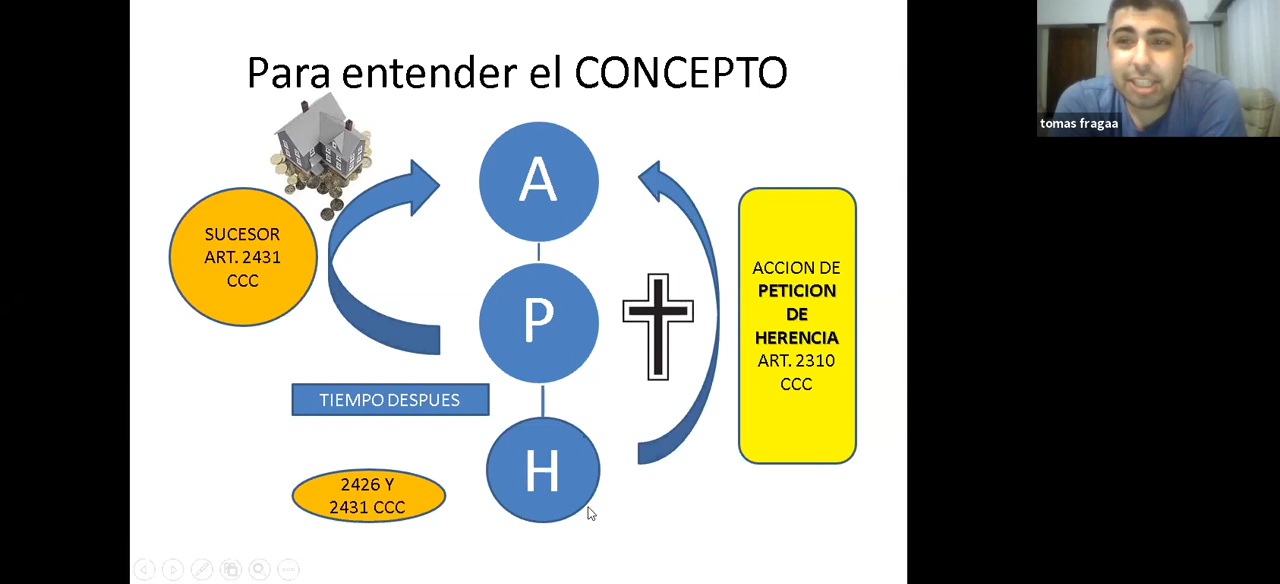 Para entender el CONCEPTO
tomas fragaa
A
SUCESOR
ART. 2431
CCC
P
ACCION DE
PETICION
DE
HERENCIA
ART. 2310
CCC
TIEMPO DESPUES
H
2426 Y
2431 CCC